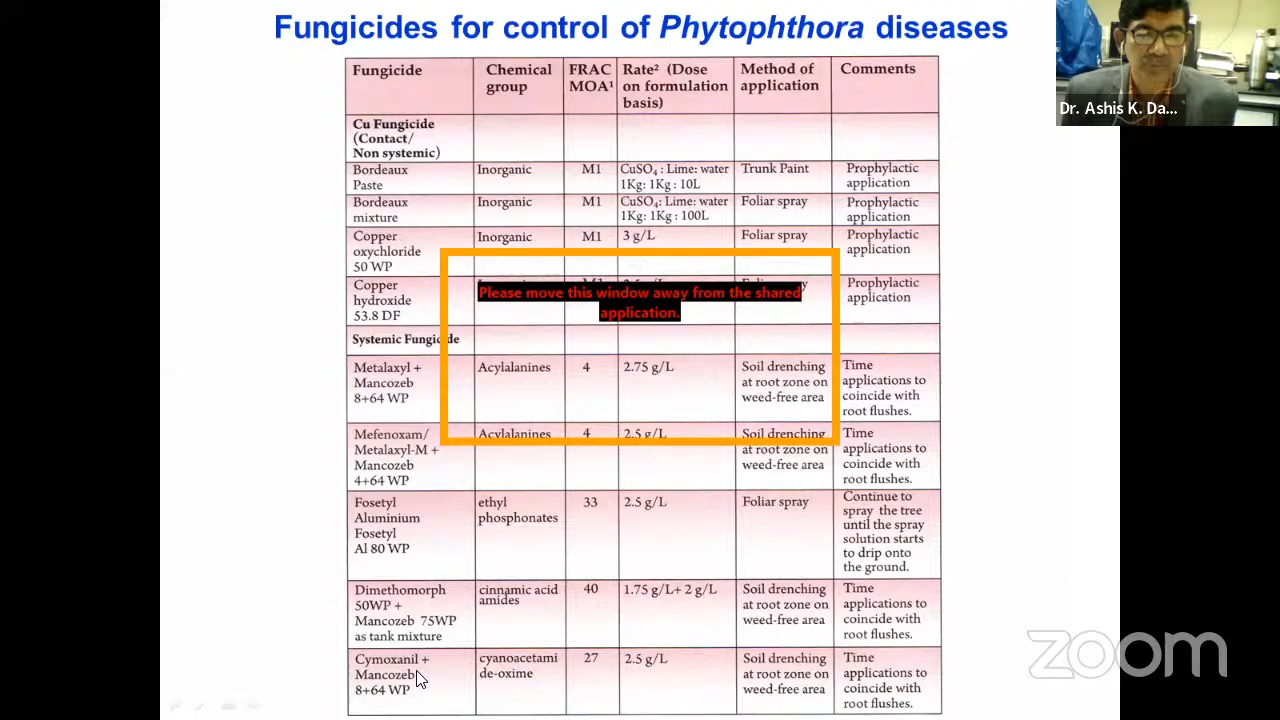 Fungicides for control of Phytophthora diseases
Dr. Ashis K. Da...
Fungicide Chemical group FRAC MOA¹ Rate² (Dose on formulation basis) Method of application Comments
Cu Fungicide (Contact/ Non systemic)
Bordeaux Paste Inorganic M1 CuSO₄ : Lime: water 1Kg: 1Kg : 10L Trunk Paint Prophylactic application
Bordeaux mixture Inorganic M1 CuSO₄: Lime: water 1Kg: 1Kg : 100L Foliar spray Prophylactic application
Copper oxychloride 50 WP Inorganic M1 3 g/L Foliar spray Prophylactic application
Copper hydroxide 53.8 DF Prophylactic application
Please move this window away from the shared
application.
Systemic Fungicide
Metalaxyl + Mancozeb 8+64 WP Acylalanines 4 2.75 g/L Soil drenching at root zone on weed-free area Time applications to coincide with root flushes.
Mefenoxam/ Metalaxyl-M + Mancozeb 4+64 WP Acylalanines 4 2.5 g/L Soil drenching at root zone on weed-free area Time applications to coincide with root flushes.
Fosetyl Aluminium Fosetyl Al 80 WP ethyl phosphonates 33 2.5 g/L Foliar spray Continue to spray the tree until the spray solution starts to drip onto the ground.
Dimethomorph 50WP + Mancozeb 75WP as tank mixture cinnamic acid amides 40 1.75 g/L+ 2 g/L Soil drenching at root zone on weed-free area Time applications to coincide with root flushes.
Cymoxanil + Mancozeb 8+64 WP cyanoacetami de-oxime 27 2.5 g/L Soil drenching at root zone on weed-free area Time applications to coincide with root flushes.
zoom